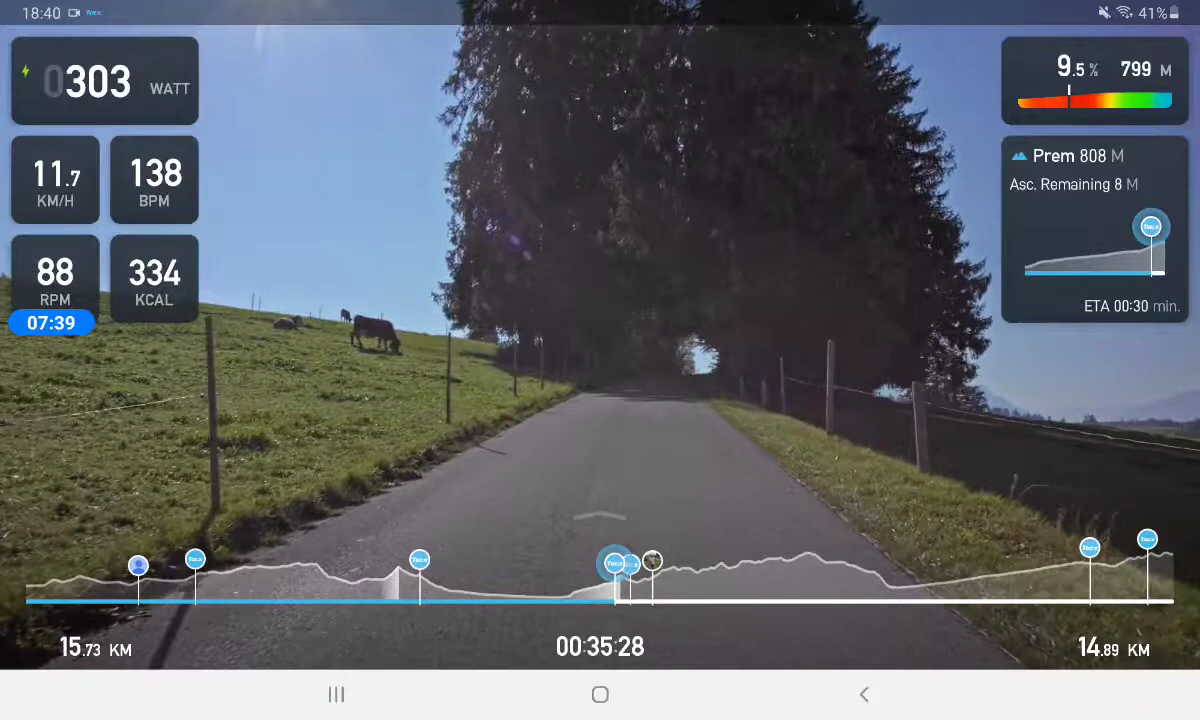 18:40
41%
0303 WATT
11.7
KM/H
138
BPM
88
RPM
334
KCAL
07:39
9.5 % 799 M
Prem 808 M
Asc. Remaining 8 M
ETA 00:30 min.
15.73 KM
00:35:28
14.89 KM